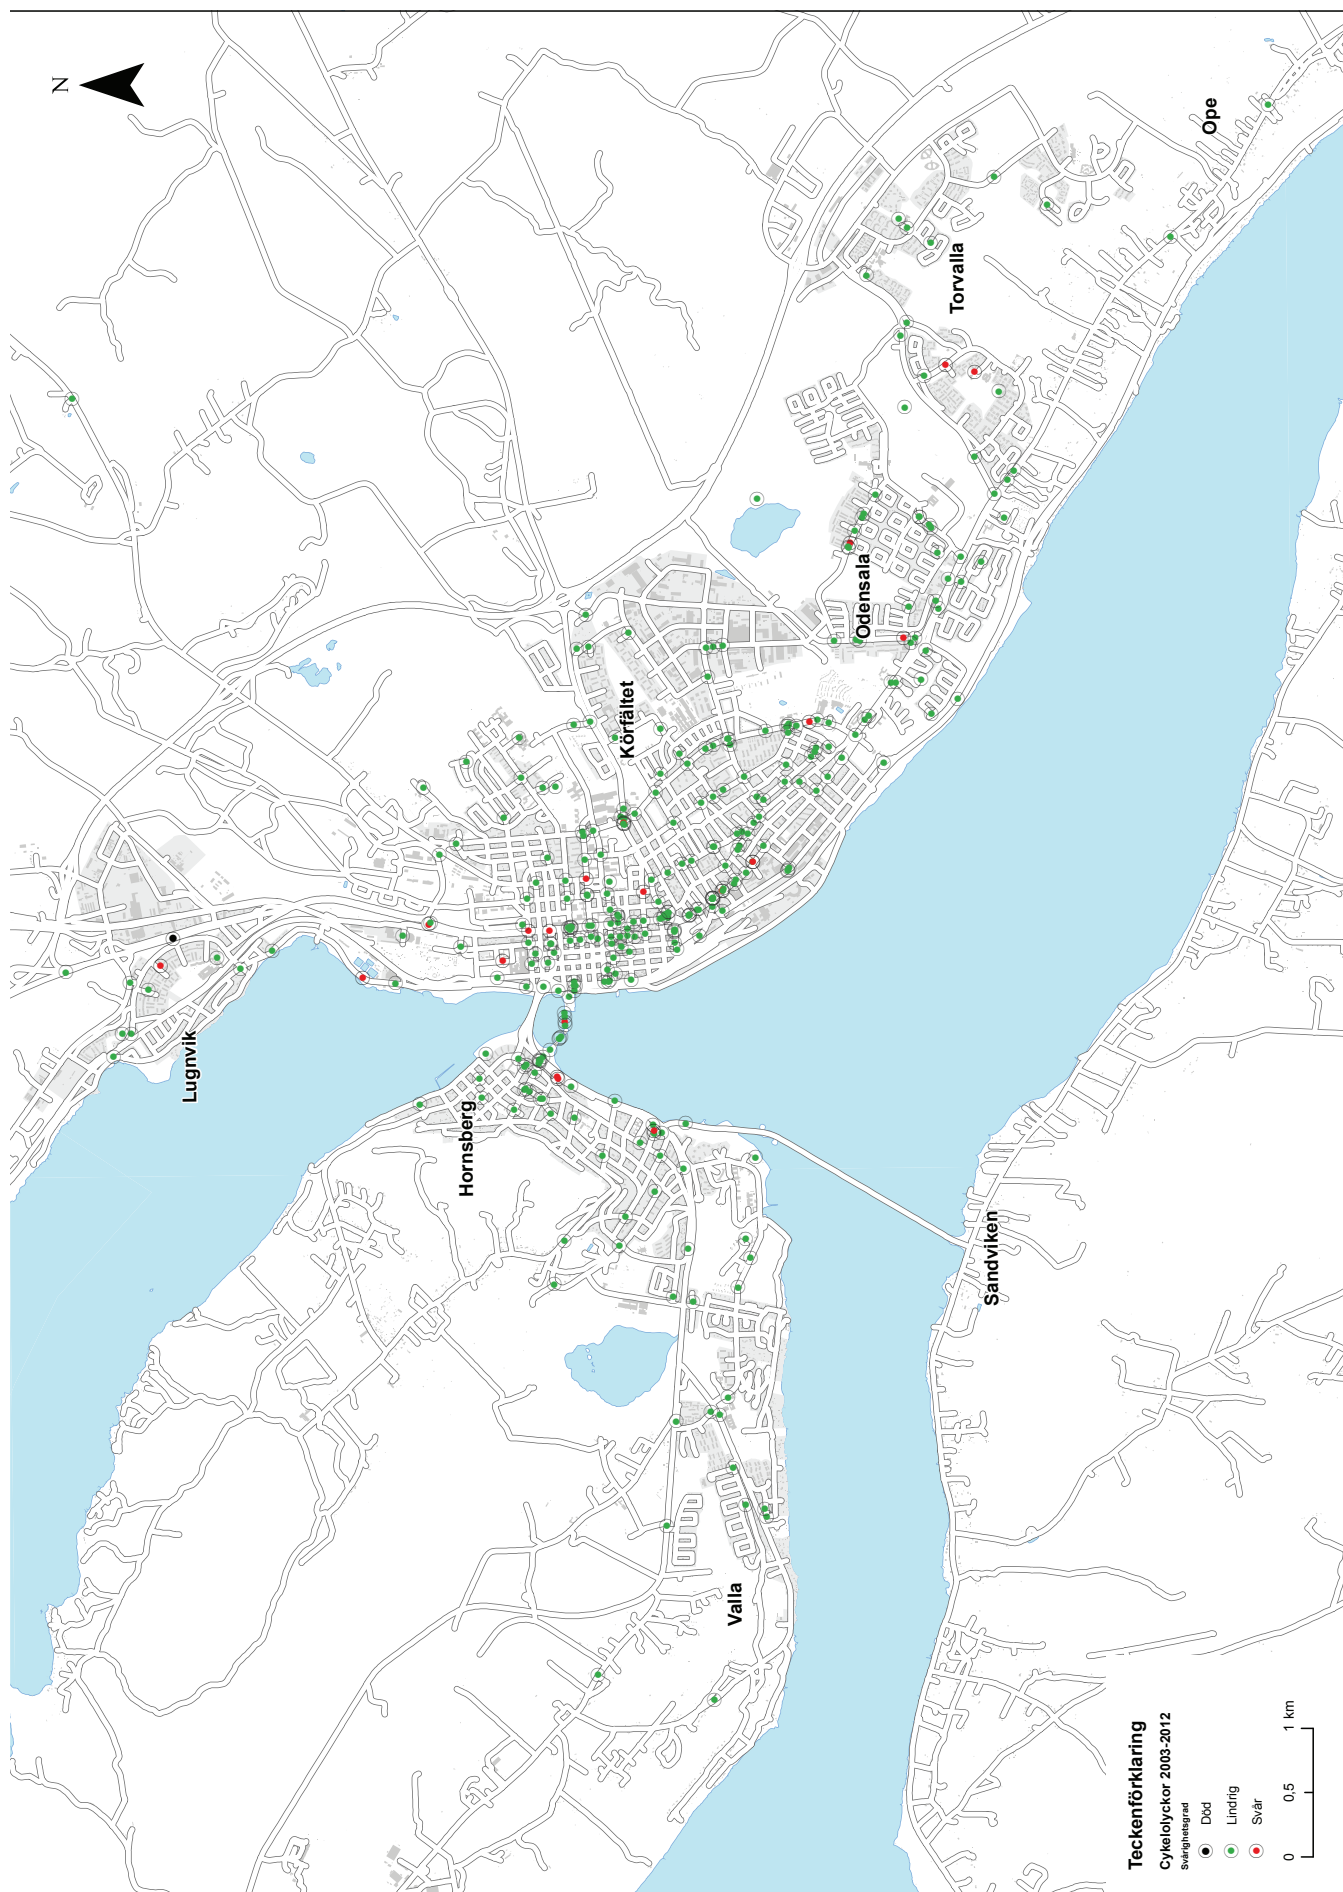 N
Ope
Torvalla
Odensala
Körfältet
Lugnvik
Hornsberg
Sandviken
Valla
Teckenförklaring
Cykelolyckor 2003-2012
Svårighetsgrad
Död
Lindrig
Svår
0 0,5 1 km